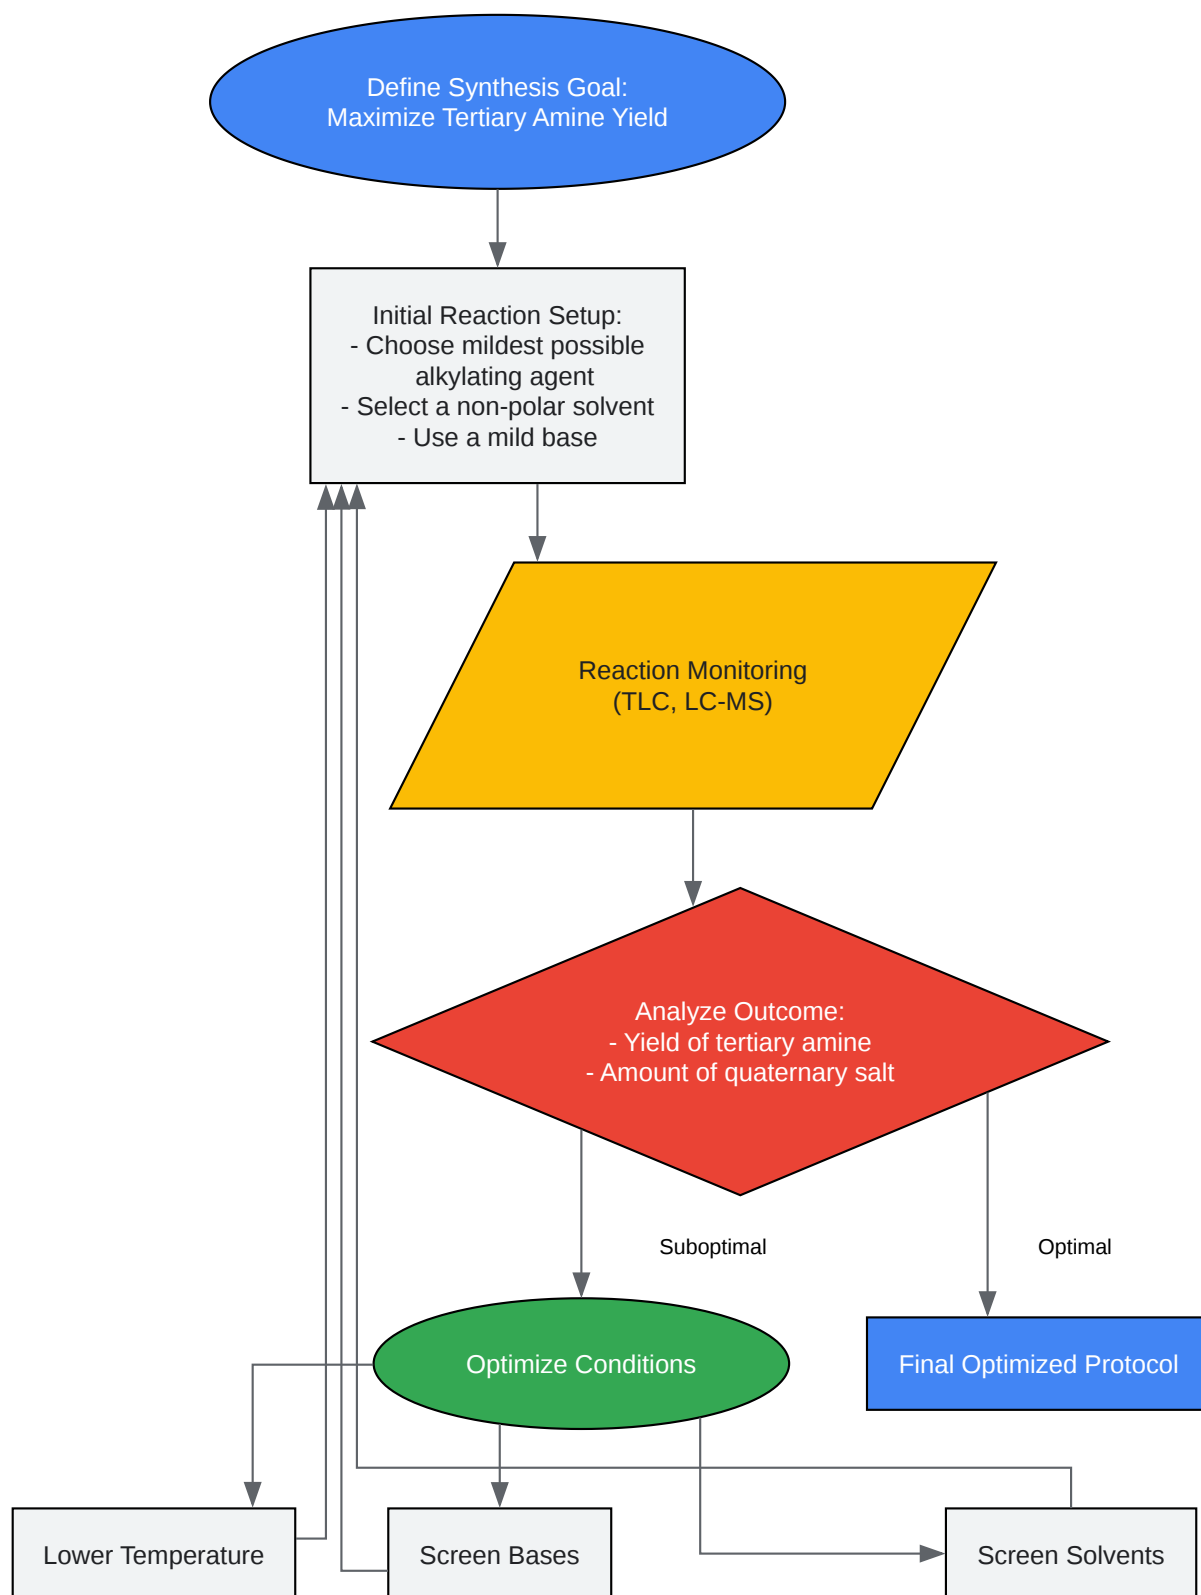 Define Synthesis Goal:
Maximize Tertiary Amine Yield
Initial Reaction Setup:
- Choose mildest possible
alkylating agent
- Select a non-polar solvent
- Use a mild base
Reaction Monitoring
(TLC, LC-MS)
Analyze Outcome:
- Yield of tertiary amine
- Amount of quaternary salt
Suboptimal
Optimal
Optimize Conditions
Final Optimized Protocol
Lower Temperature
Screen Bases
Screen Solvents